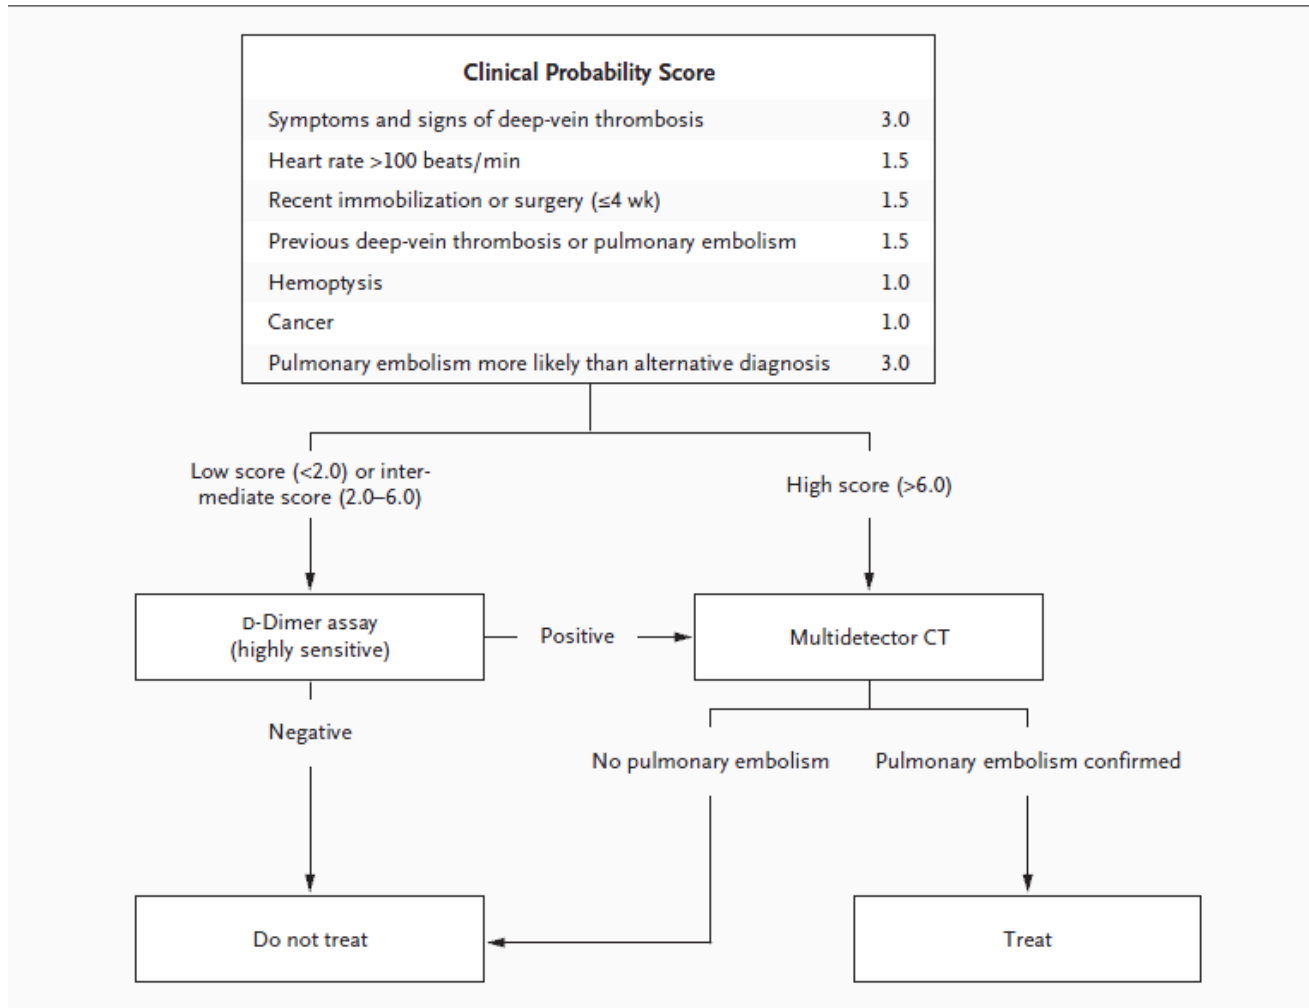 Clinical Probability Score
Symptoms and signs of deep-vein thrombosis 3.0
Heart rate >100 beats/min 1.5
Recent immobilization or surgery (≤4 wk) 1.5
Previous deep-vein thrombosis or pulmonary embolism 1.5
Hemoptysis 1.0
Cancer 1.0
Pulmonary embolism more likely than alternative diagnosis 3.0
Low score (<2.0) or inter-
mediate score (2.0–6.0)
High score (>6.0)
D-Dimer assay
(highly sensitive)
Positive
Multidetector CT
Negative
No pulmonary embolism
Pulmonary embolism confirmed
Do not treat
Treat